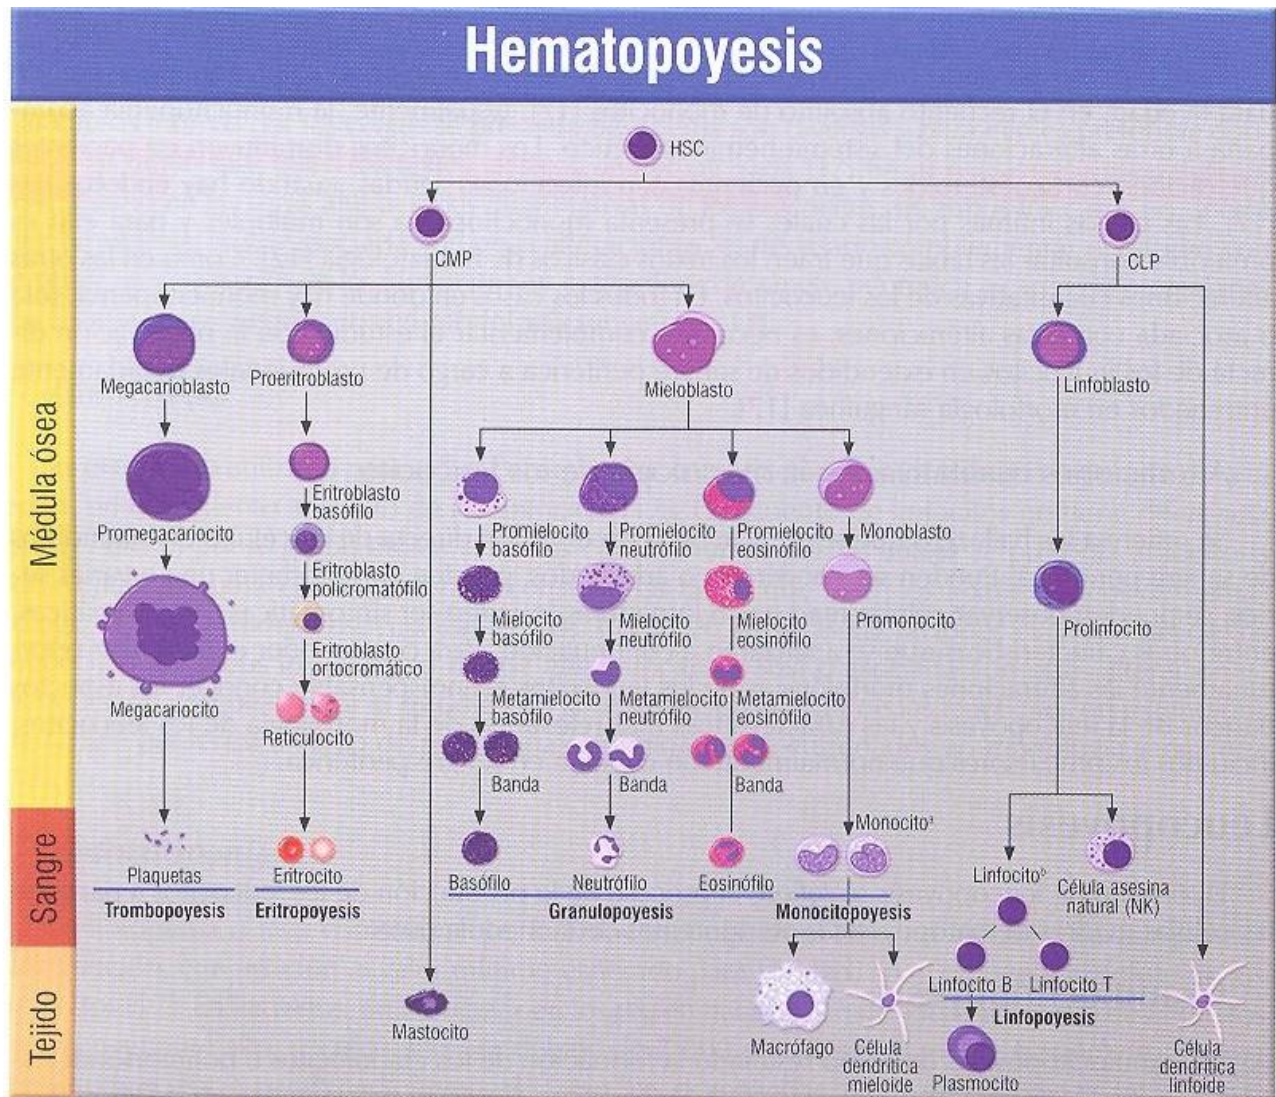 Hematopoyesis
Médula ósea
Sangre
Tejido
HSC
CMP
CLP
Megacarioblasto
Proeritroblasto
Mieloblasto
Linfoblasto
Promegacariocito
Eritroblasto
basófilo
Promielocito
basófilo
Promielocito
neutrófilo
Promielocito
eosinófilo
Monoblasto
Eritroblasto
policromatófilo
Mielocito
basófilo
Mielocito
neutrófilo
Mielocito
eosinófilo
Promonocito
Prolinfocito
Eritroblasto
ortocromático
Megacariocito
Metamielocito
basófilo
Metamielocito
neutrófilo
Metamielocito
eosinófilo
Reticulocito
Banda
Banda
Banda
Monocitoª
Plaquetas
Eritrocito
Basófilo
Neutrófilo
Eosinófilo
Linfocitoᵇ
Célula asesina
natural (NK)
Trombopoyesis
Eritropoyesis
Granulopoyesis
Monocitopoyesis
Linfocito B
Linfocito T
Linfopoyesis
Mastocito
Macrófago
Célula
dendrítica
mieloide
Plasmocito
Célula
dendrítica
linfoide